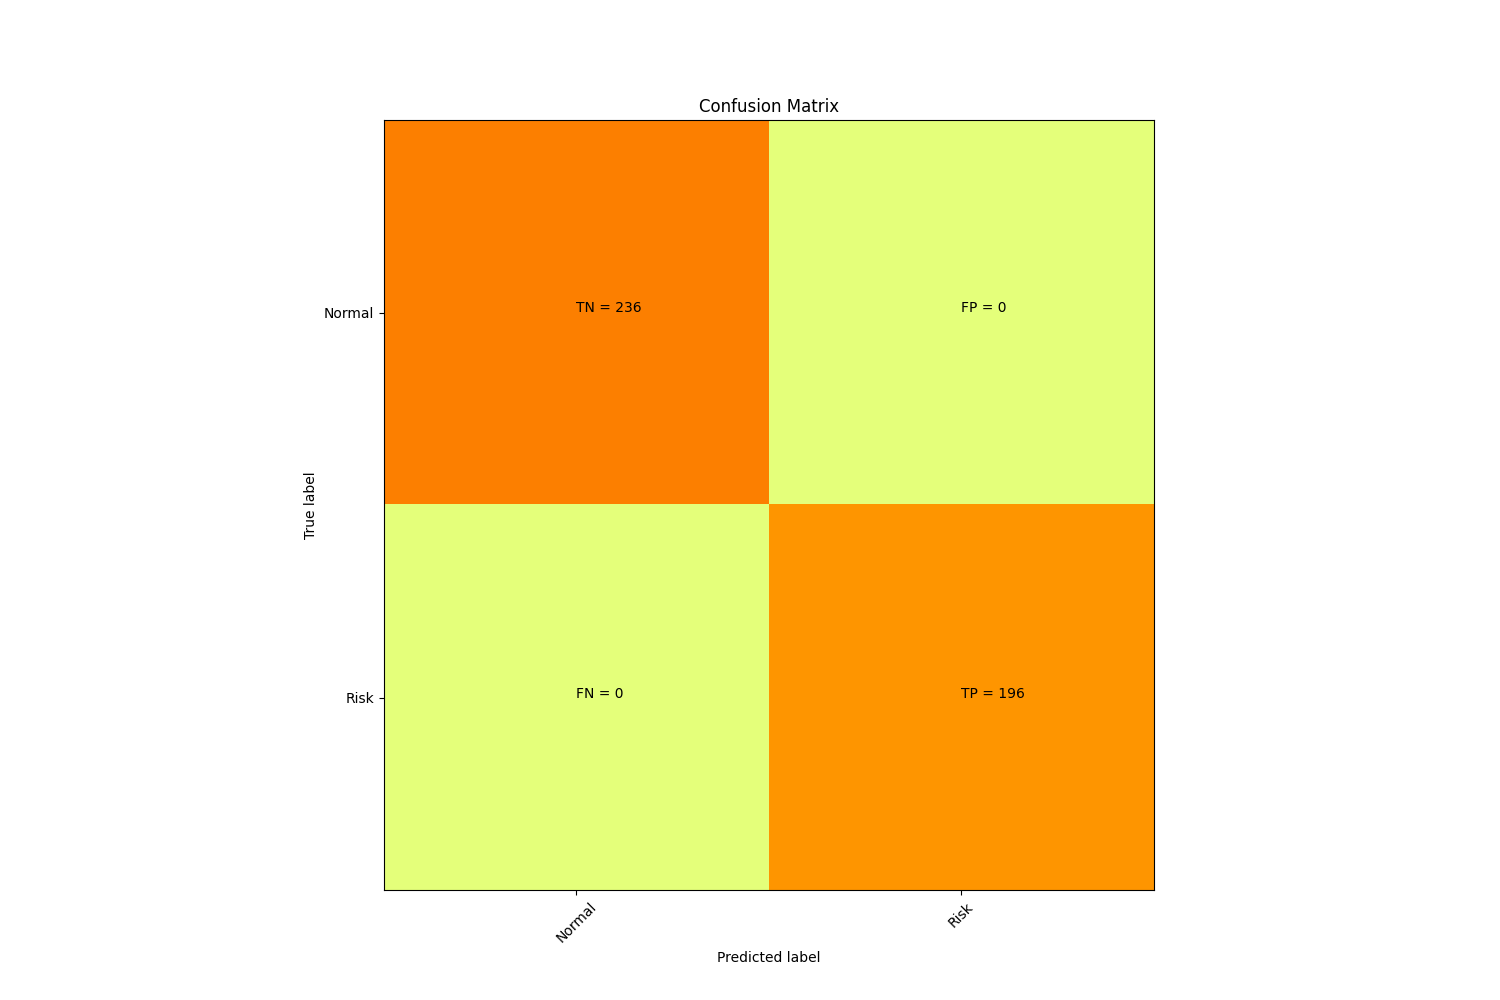 Confusion Matrix
Normal
TN = 236
FP = 0
True label
Risk
FN = 0
TP = 196
Normal
Risk
Predicted label